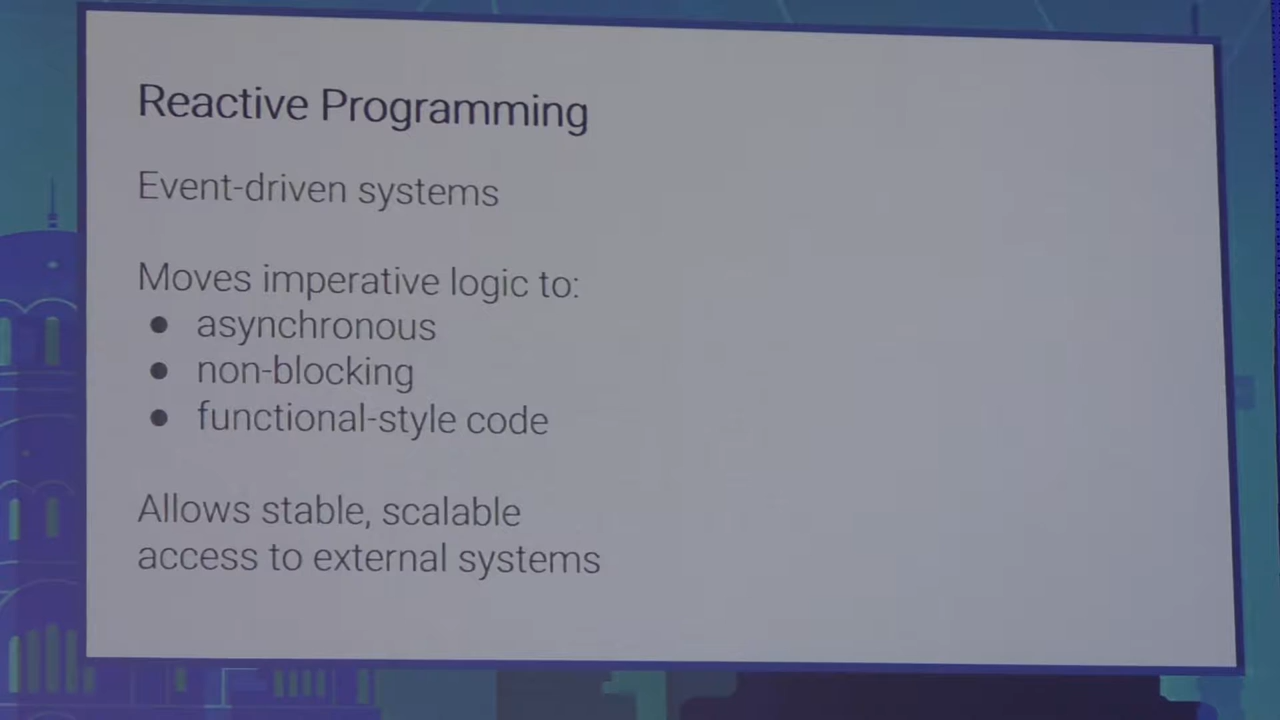 Reactive Programming
Event-driven systems
Moves imperative logic to:
● asynchronous
● non-blocking
● functional-style code
Allows stable, scalable
access to external systems